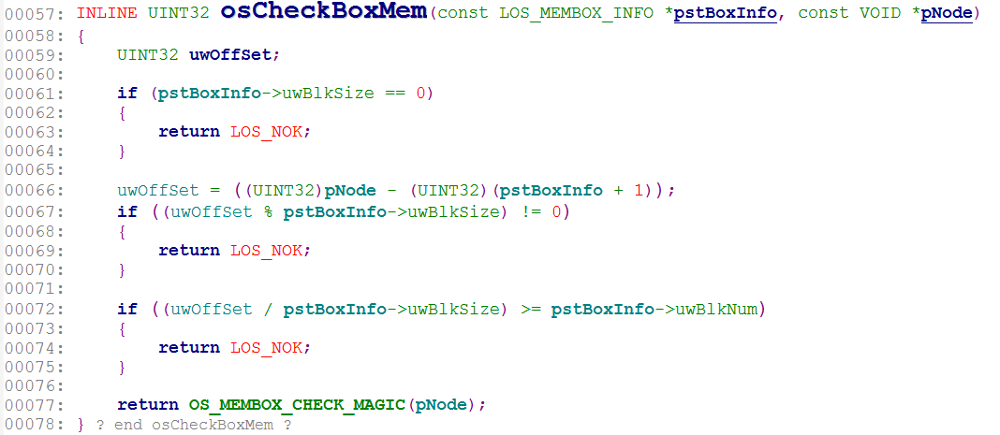 00057: INLINE UINT32 osCheckBoxMem(const LOS_MEMBOX_INFO *pstBoxInfo, const VOID *pNode)
00058: {
00059:     UINT32 uwOffSet;
00060:
00061:     if (pstBoxInfo->uwBlkSize == 0)
00062:     {
00063:         return LOS_NOK;
00064:     }
00065:
00066:     uwOffSet = ((UINT32)pNode - (UINT32)(pstBoxInfo + 1));
00067:     if ((uwOffSet % pstBoxInfo->uwBlkSize) != 0)
00068:     {
00069:         return LOS_NOK;
00070:     }
00071:
00072:     if ((uwOffSet / pstBoxInfo->uwBlkSize) >= pstBoxInfo->uwBlkNum)
00073:     {
00074:         return LOS_NOK;
00075:     }
00076:
00077:     return OS_MEMBOX_CHECK_MAGIC(pNode);
00078: } ? end osCheckBoxMem ?